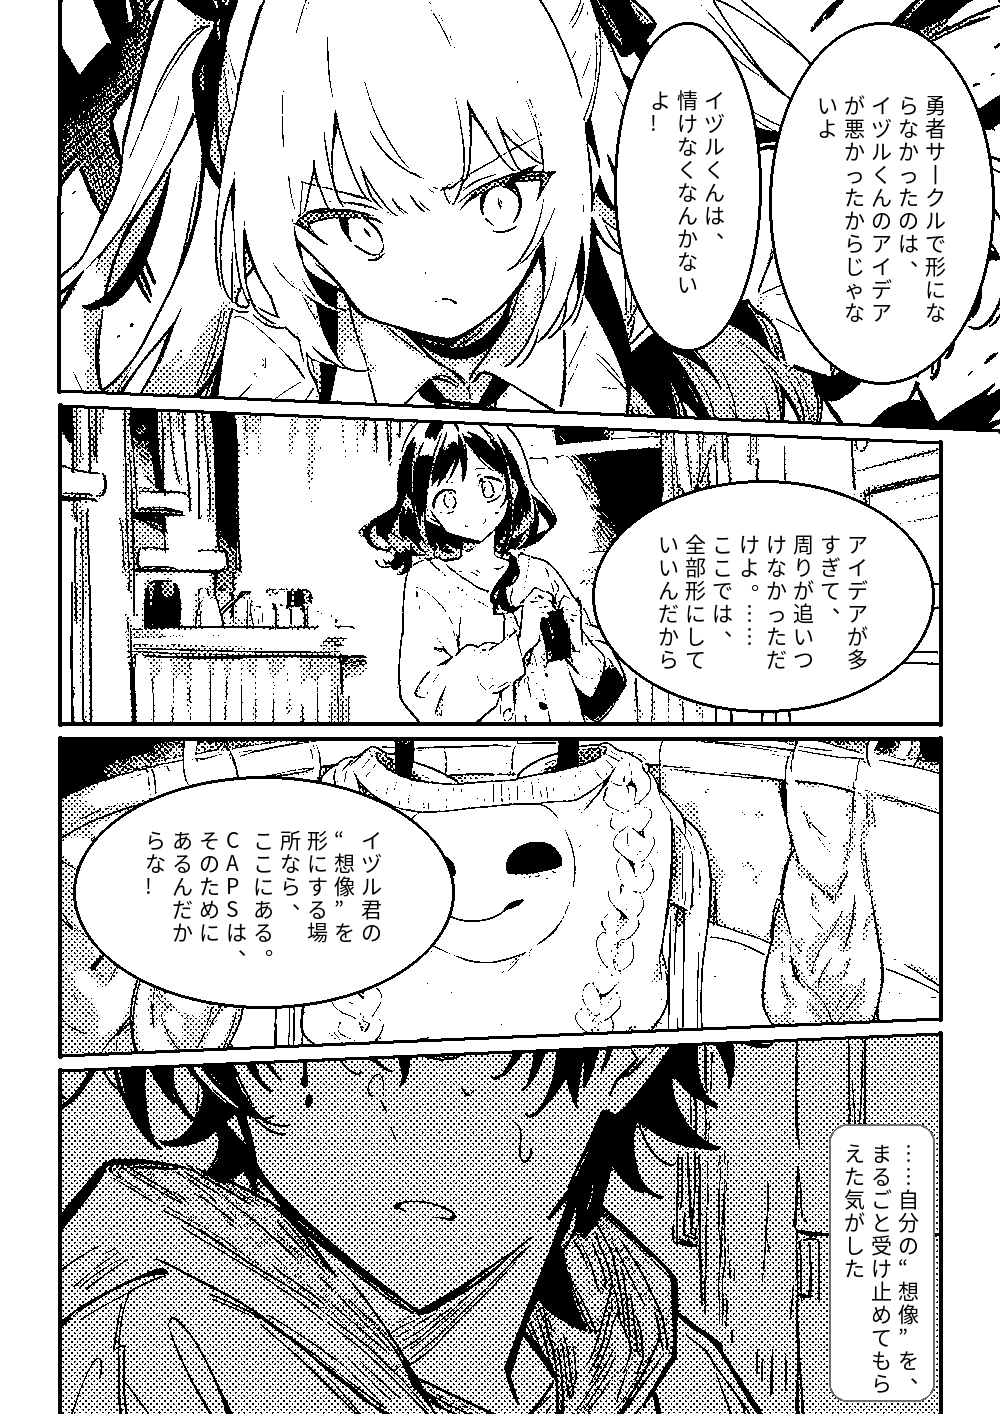 勇者サークルで形にな
らなかったのは、
イヅルくんのアイデア
が悪かったからじゃな
いよ
イヅルくんは、
情けなくなんかない
よ！
アイデアが多
すぎて、
周りが追いつ
けなかっただ
けよ。……
ここでは、
全部形にして
いいんだから
イヅル君の
“想像”を
形にする場
所なら、
ここにある。
CAPSは、
そのために
あるんだか
らな！
……自分の“想像”を、
まるごと受け止めてもら
えた気がした